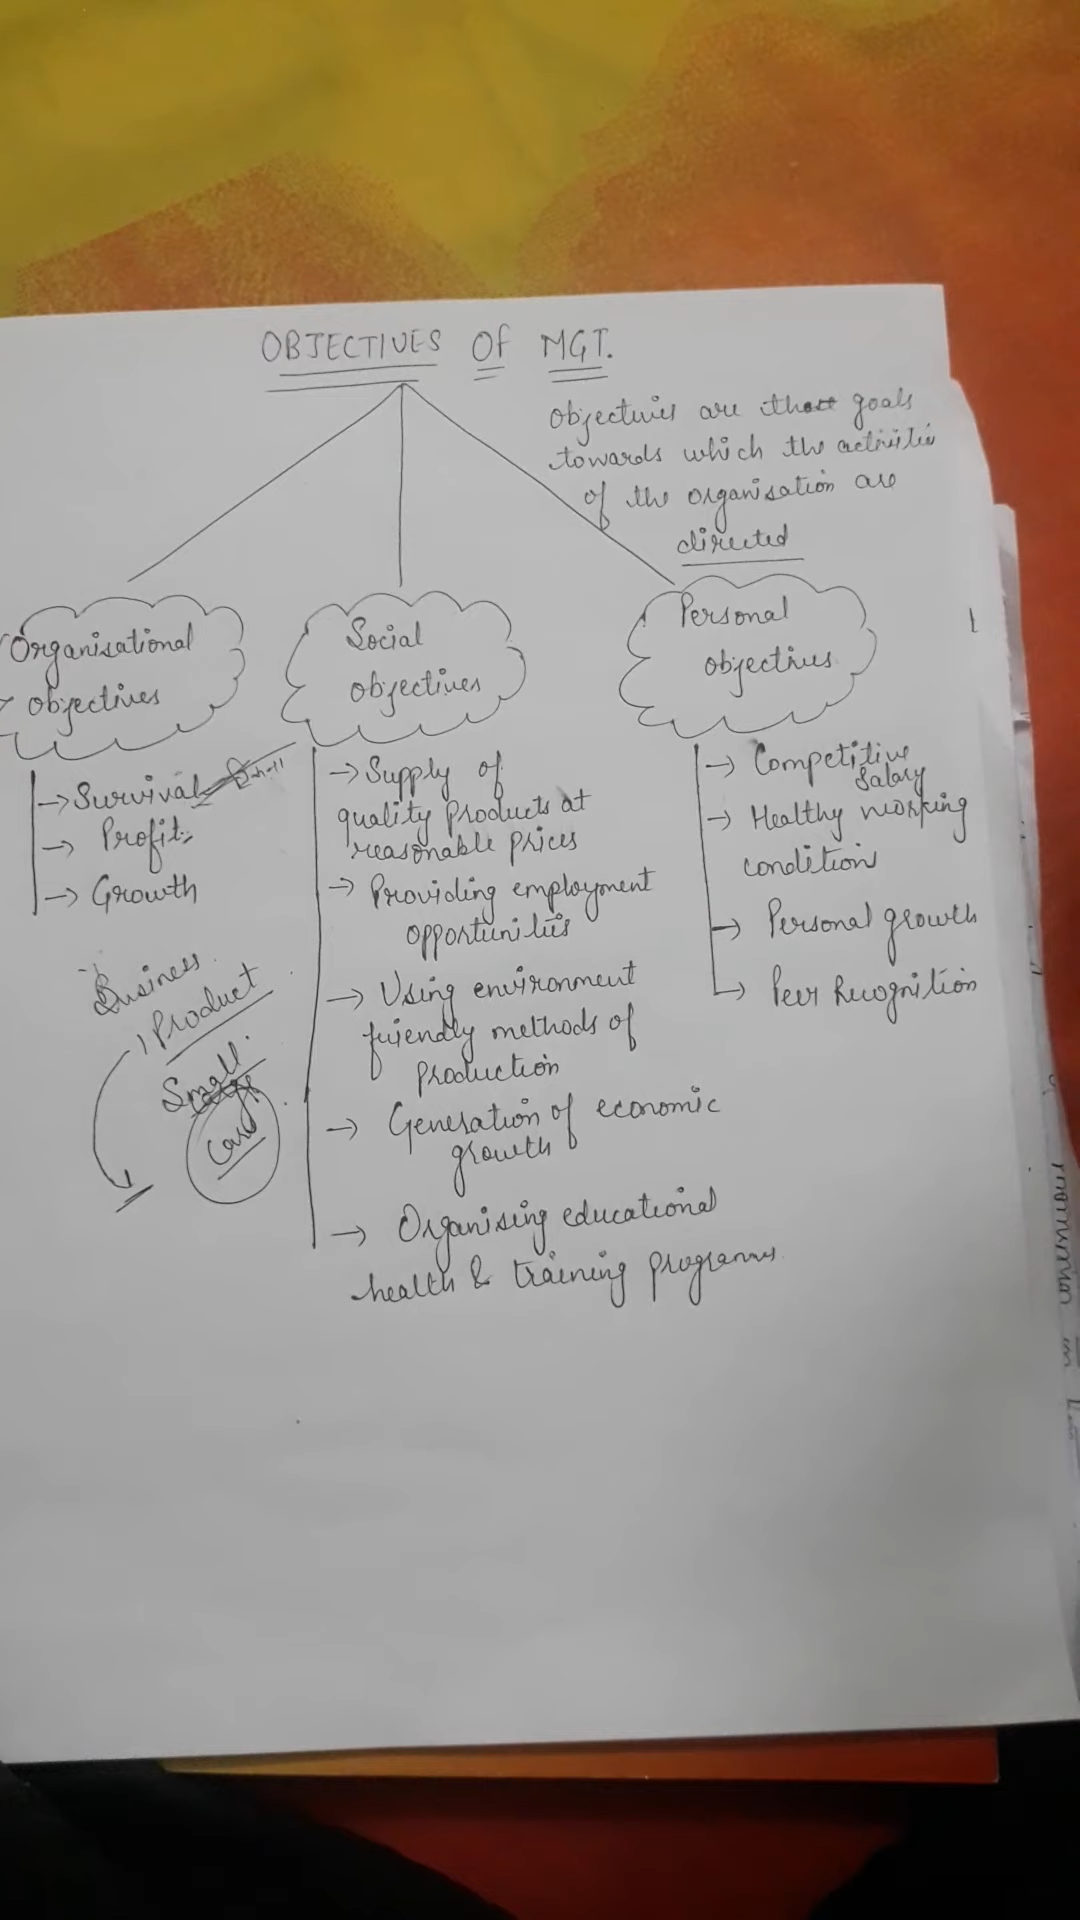 OBJECTIVES OF MGT.
Objectives are those goals
towards which the activities
of the organisation are
directed
Organisational
objectives
→ Survival
→ Profit
→ Growth
Business
1) Product
Small
Social
objectives
→ Supply of
quality products at
reasonable prices
→ Providing employment
opportunities
→ Using environment
friendly methods of
production
→ Generation of economic
growth
→ Organising educational
health & training programs
Personal
objectives
→ Competitive
Salary
→ Healthy working
condition
→ Personal growth
→ Peer Recognition